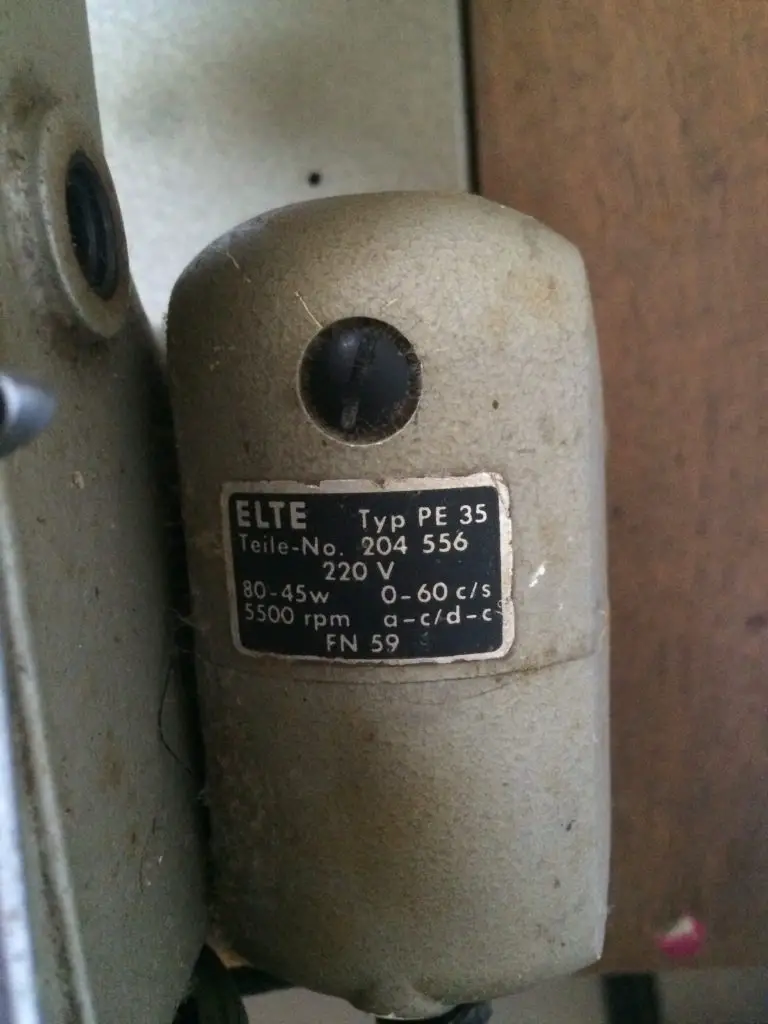 ELTE Typ PE 35
Teile-No. 204 556
220 V
80-45w 0-60 c/s
5500 rpm a-c/d-c
FN 59